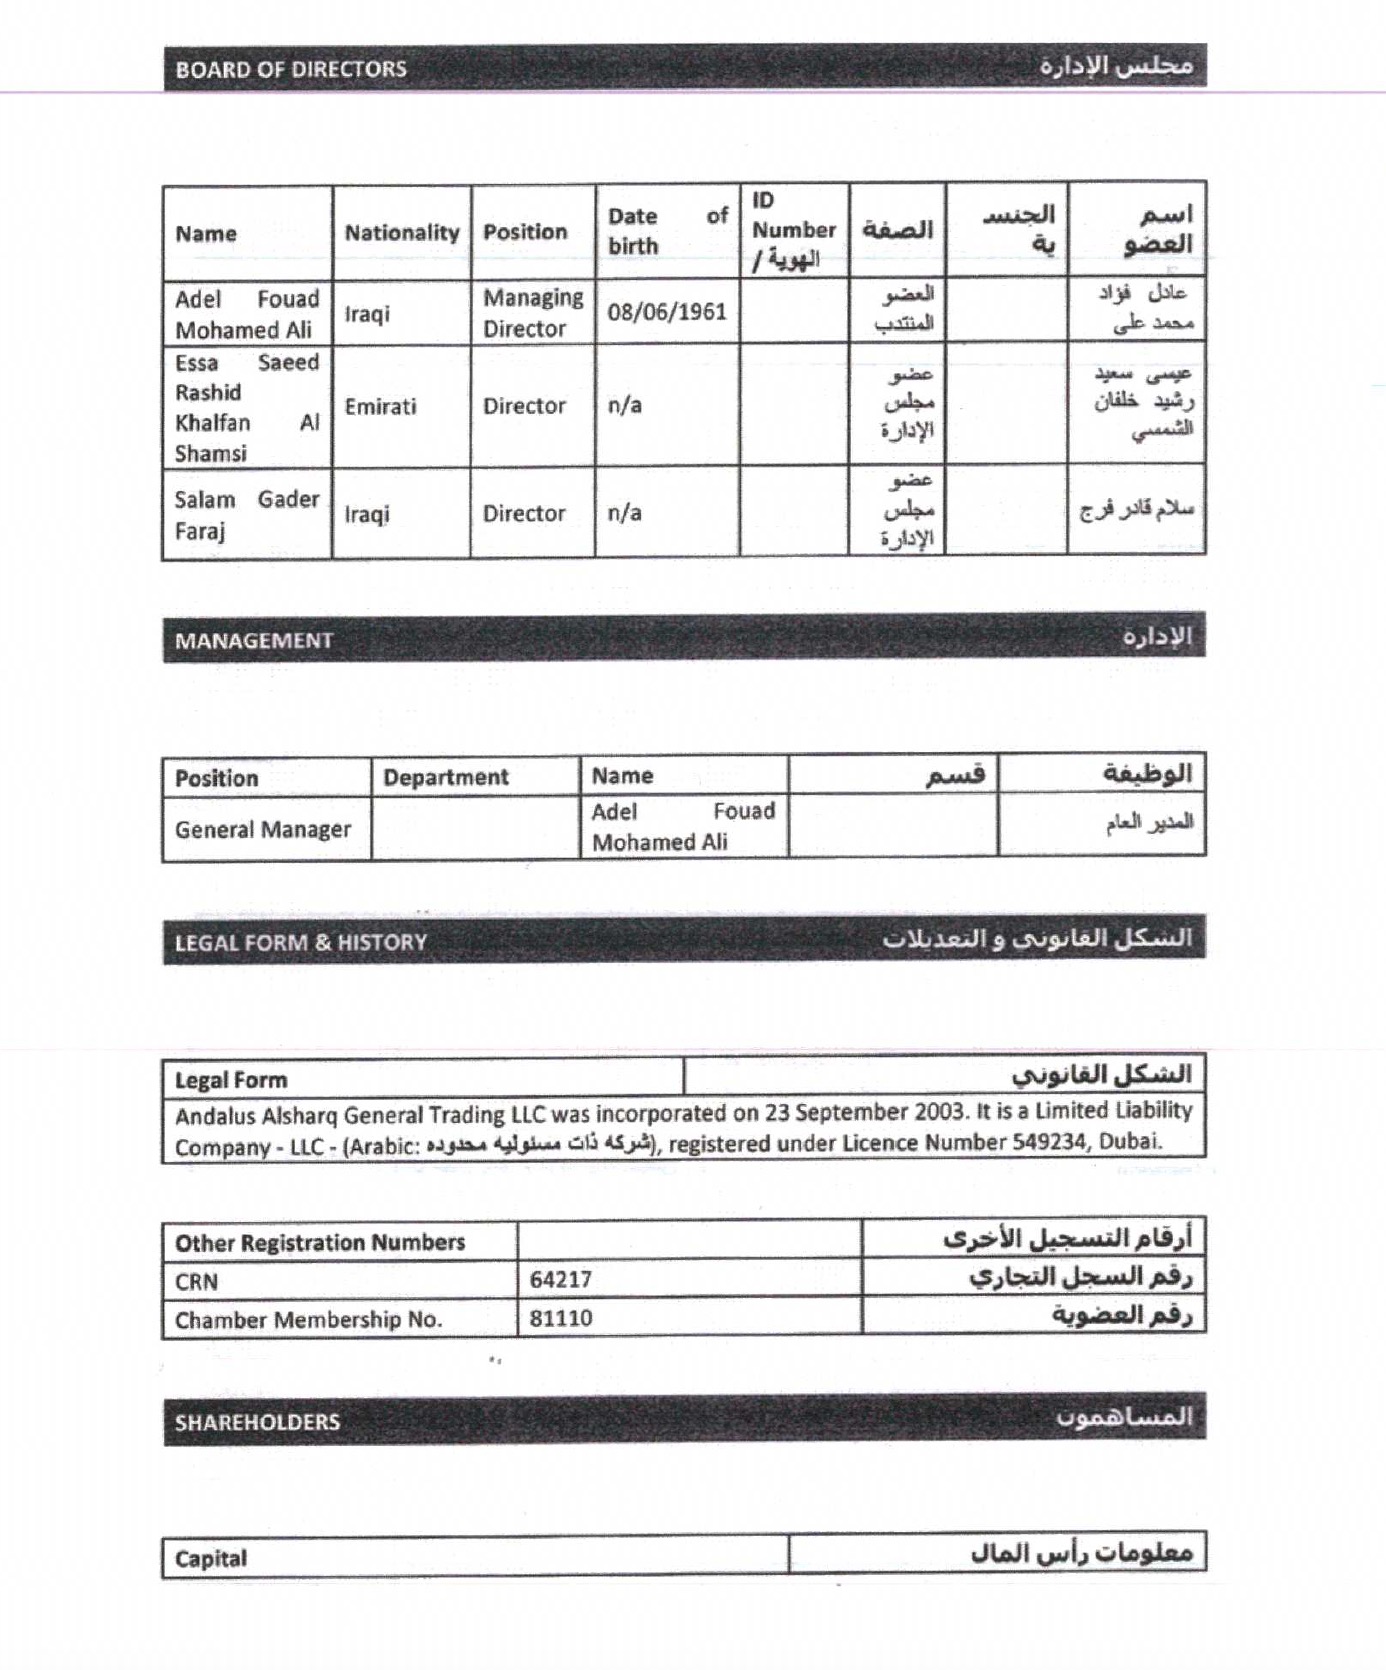 BOARD OF DIRECTORS مجلس الإدارة
Name Nationality Position Date of birth ID Number / الهوية الصفة الجنسية اسم العضو
Adel Fouad Mohamed Ali Iraqi Managing Director 08/06/1961 العضو المنتدب عادل فؤاد محمد على
Essa Saeed Rashid Khalfan Al Shamsi Emirati Director n/a عضو مجلس الإدارة عيسى سعيد رشيد خلفان الشمسي
Salam Gader Faraj Iraqi Director n/a عضو مجلس الإدارة سلام قادر فرج
MANAGEMENT الإدارة
Position Department Name قسم الوظيفة
General Manager Adel Fouad Mohamed Ali المدير العام
LEGAL FORM & HISTORY الشكل القانونى و التعديلات
Legal Form الشكل القانوني
Andalus Alsharq General Trading LLC was incorporated on 23 September 2003. It is a Limited Liability
Company - LLC - (Arabic: شركة ذات مسئوليه محدوده), registered under Licence Number 549234, Dubai.
Other Registration Numbers أرقام التسجيل الأخرى
CRN 64217 رقم السجل التجاري
Chamber Membership No. 81110 رقم العضوية
SHAREHOLDERS المساهمون
Capital معلومات رأس المال